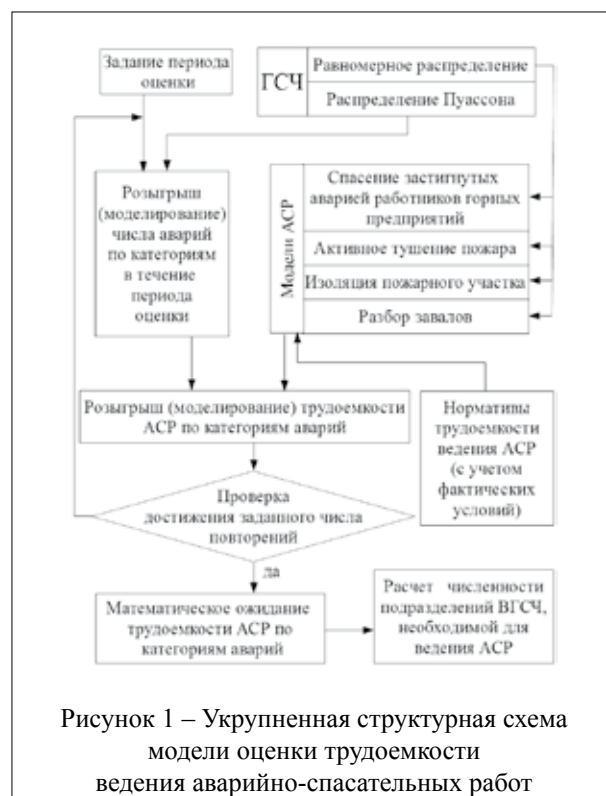 Задание периода
оценки
ГСЧ
Равномерное распределение
Распределение Пуассона
Розыгрыш
(моделирование)
числа аварий
по категориям
в течение
периода
оценки
Модели АСР
Спасение застигнутых
аварией работников горных
предприятий
Активное тушение пожара
Изоляция пожарного участка
Разбор завалов
Розыгрыш (моделирование) трудоемкости
АСР по категориям аварий
Нормативы
трудоемкости
ведения АСР
(с учетом
фактических
условий)
Проверка
достижения заданного числа
повторений
да
Математическое ожидание
трудоемкости АСР по
категориям аварий
Расчет численности
подразделений ВГСЧ,
необходимой для
ведения АСР
Рисунок 1 – Укрупненная структурная схема
модели оценки трудоемкости
ведения аварийно-спасательных работ